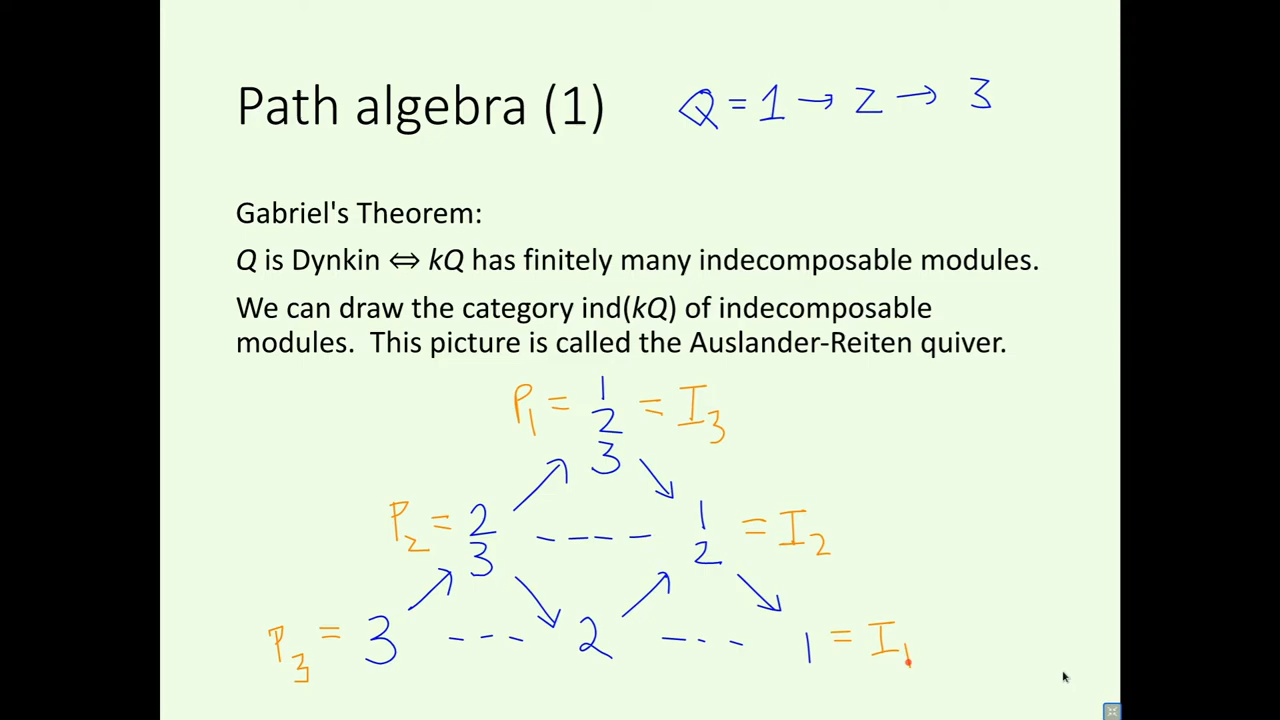 Path algebra (1) Q = 1 → 2 → 3
Gabriel's Theorem:
Q is Dynkin ⇔ kQ has finitely many indecomposable modules.
We can draw the category ind(kQ) of indecomposable
modules. This picture is called the Auslander-Reiten quiver.
1
P₁ = 2 = I₃
3
P₂ = 2 - - - - 1 = I₂
3 2
P₃ = 3 - - - 2 - - - 1 = I₁